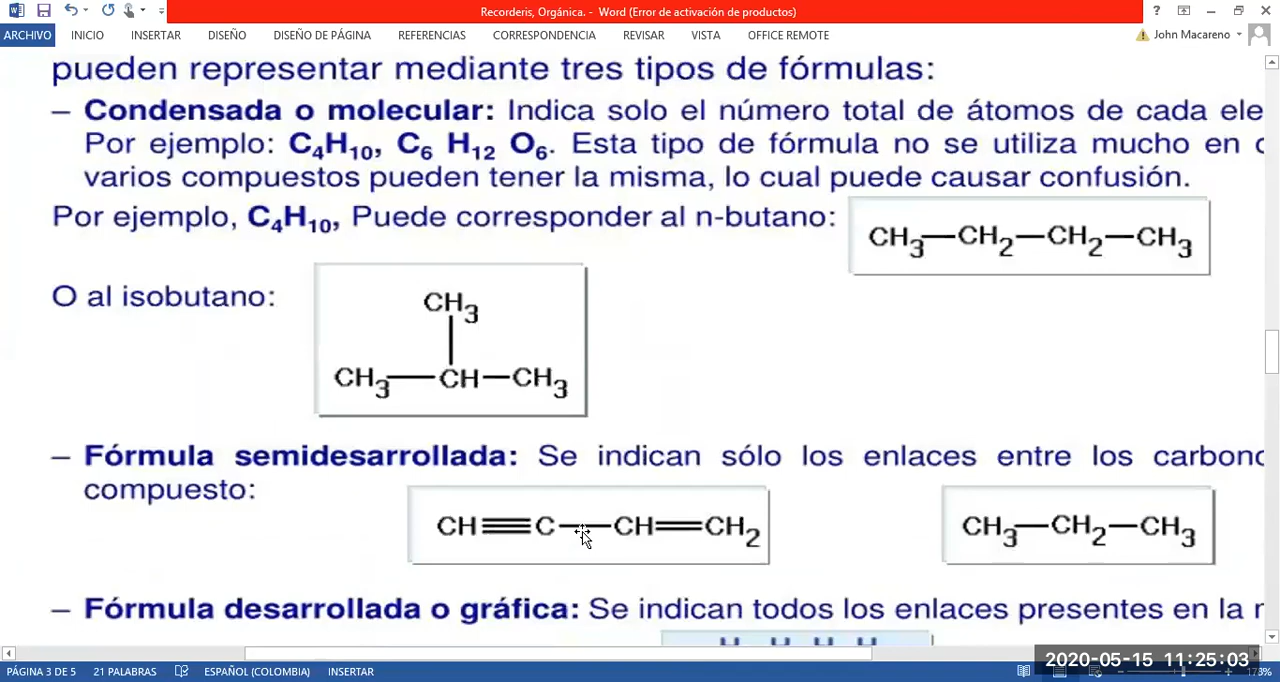 Recorderis, Orgánica. - Word (Error de activación de productos)
ARCHIVO INICIO INSERTAR DISEÑO DISEÑO DE PÁGINA REFERENCIAS CORRESPONDENCIA REVISAR VISTA OFFICE REMOTE John Macareno
pueden representar mediante tres tipos de fórmulas:
– Condensada o molecular: Indica solo el número total de átomos de cada ele
Por ejemplo: C₄H₁₀, C₆ H₁₂ O₆. Esta tipo de fórmula no se utiliza mucho en
varios compuestos pueden tener la misma, lo cual puede causar confusión.
Por ejemplo, C₄H₁₀, Puede corresponder al n-butano:
CH₃—CH₂—CH₂—CH₃
O al isobutano:
CH₃
CH₃—CH—CH₃
– Fórmula semidesarrollada: Se indican sólo los enlaces entre los carbono
compuesto:
CH≡C—CH=CH₂
CH₃—CH₂—CH₃
– Fórmula desarrollada o gráfica: Se indican todos los enlaces presentes en la
H H H H
2020-05-15 11:25:03
PÁGINA 3 DE 5 21 PALABRAS ESPAÑOL (COLOMBIA) INSERTAR